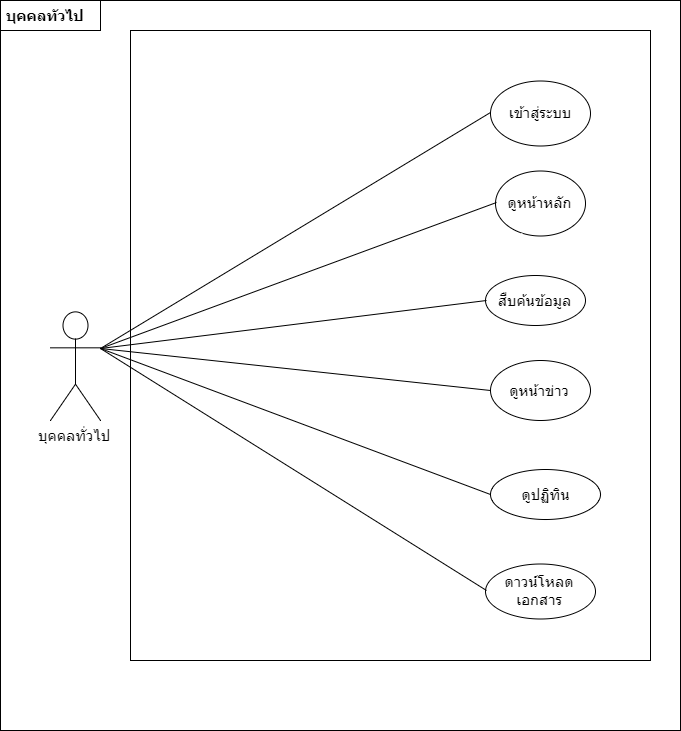 บุคคลทั่วไป
เข้าสู่ระบบ
ดูหน้าหลัก
สืบค้นข้อมูล
ดูหน้าข่าว
บุคคลทั่วไป
ดูปฏิทิน
ดาวน์โหลด
เอกสาร